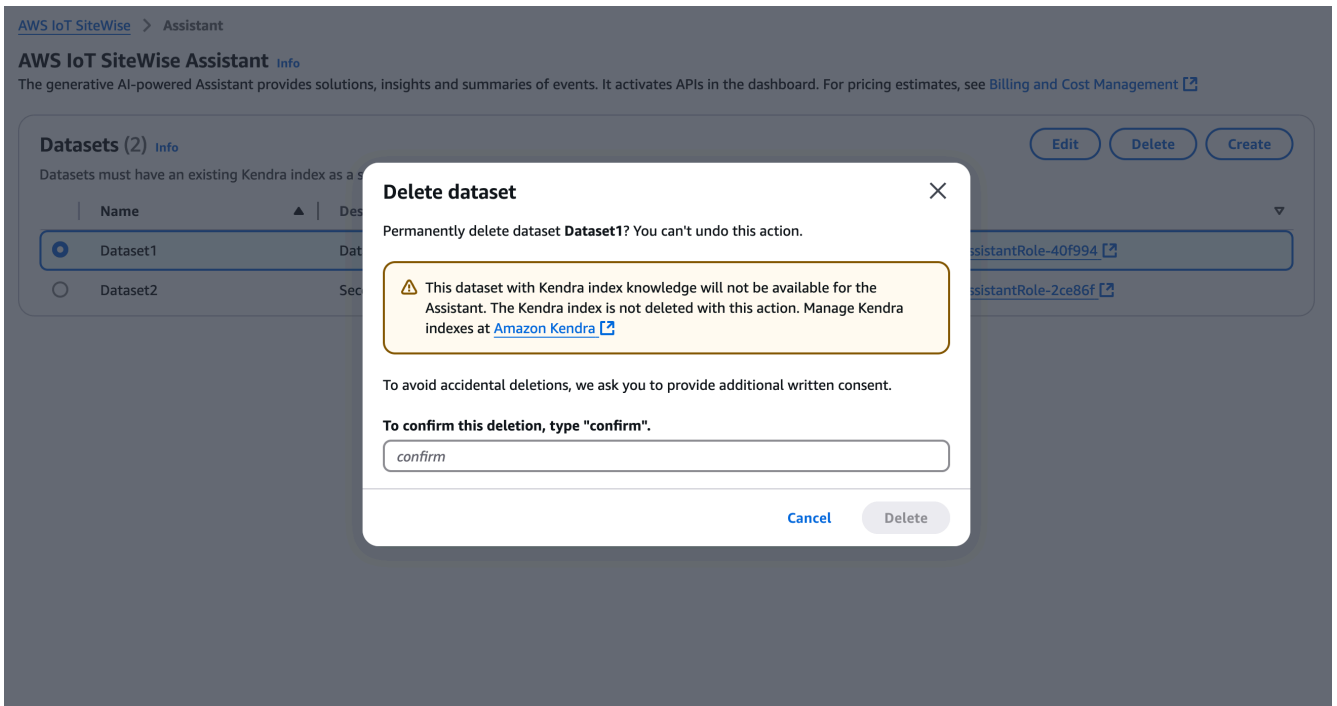 AWS IoT SiteWise > Assistant
AWS IoT SiteWise Assistant Info
The generative AI-powered Assistant provides solutions, insights and summaries of events. It activates APIs in the dashboard. For pricing estimates, see Billing and Cost Management
Datasets (2) Info
Edit
Delete
Create
Datasets must have an existing Kendra index as a s
Name
Des
Dataset1
Dat
ssistantRole-40f994
Dataset2
Sec
ssistantRole-2ce86f
Delete dataset
Permanently delete dataset Dataset1? You can't undo this action.
This dataset with Kendra index knowledge will not be available for the
Assistant. The Kendra index is not deleted with this action. Manage Kendra
indexes at Amazon Kendra
To avoid accidental deletions, we ask you to provide additional written consent.
To confirm this deletion, type "confirm".
confirm
Cancel
Delete